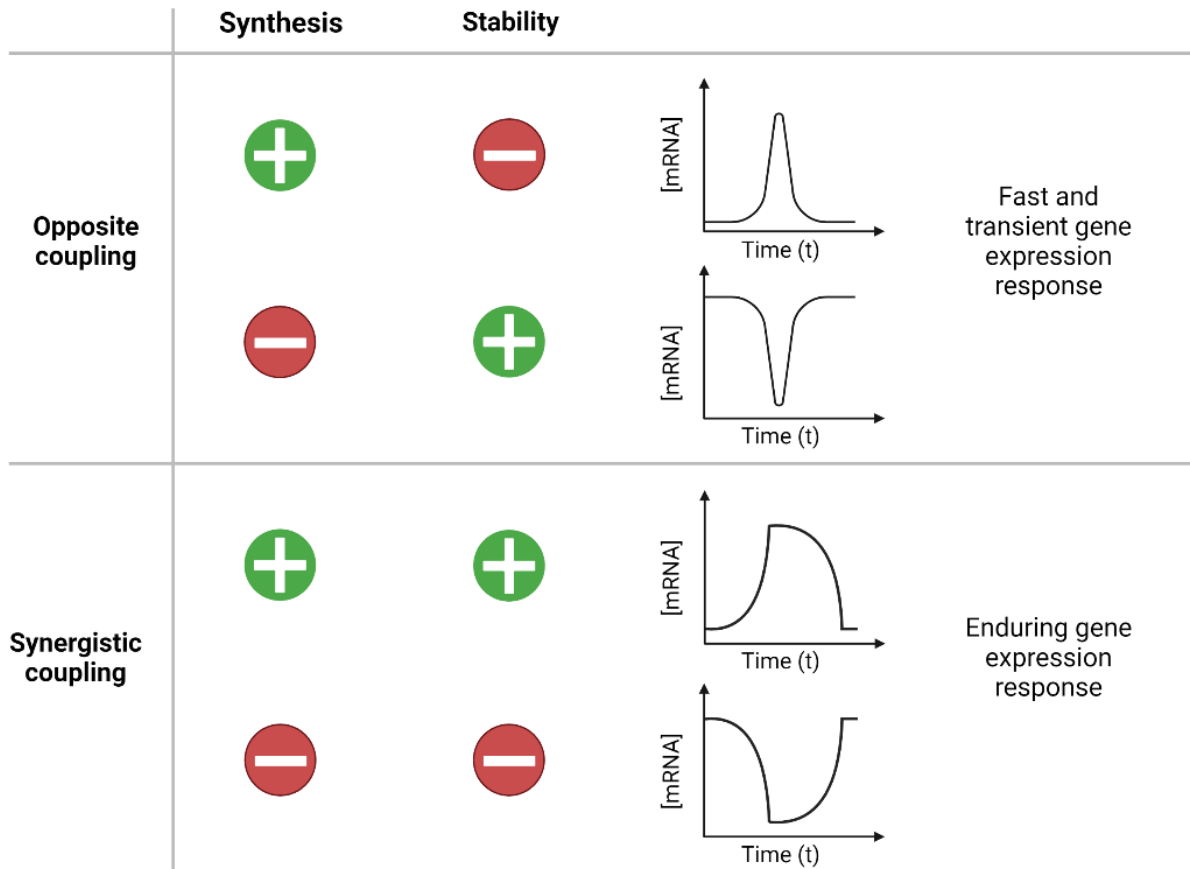 Synthesis
Stability
Opposite
coupling
[mRNA]
Time (t)
[mRNA]
Time (t)
Fast and
transient gene
expression
response
Synergistic
coupling
[mRNA]
Time (t)
[mRNA]
Time (t)
Enduring gene
expression
response